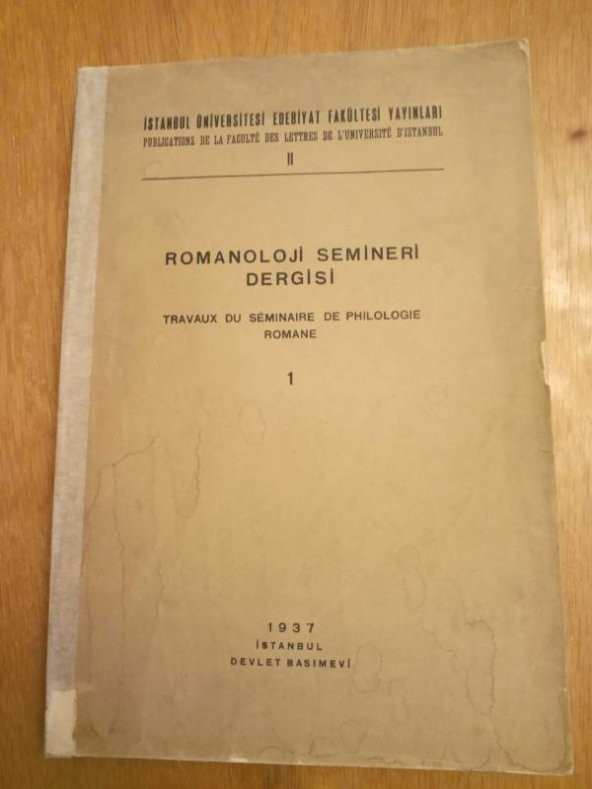 İSTANBUL ÜNİVERSİTESİ EDEBİYAT FAKÜLTESİ YAYINLARI
PUBLICATIONS DE LA FACULTÉ DES LETTRES DE L'UNIVERSITÉ D'ISTANBUL
II
ROMANOLOJİ SEMİNERİ
DERGİSİ
TRAVAUX DU SÉMINAIRE DE PHILOLOGIE
ROMANE
1
1937
İSTANBUL
DEVLET BASIMEVİ